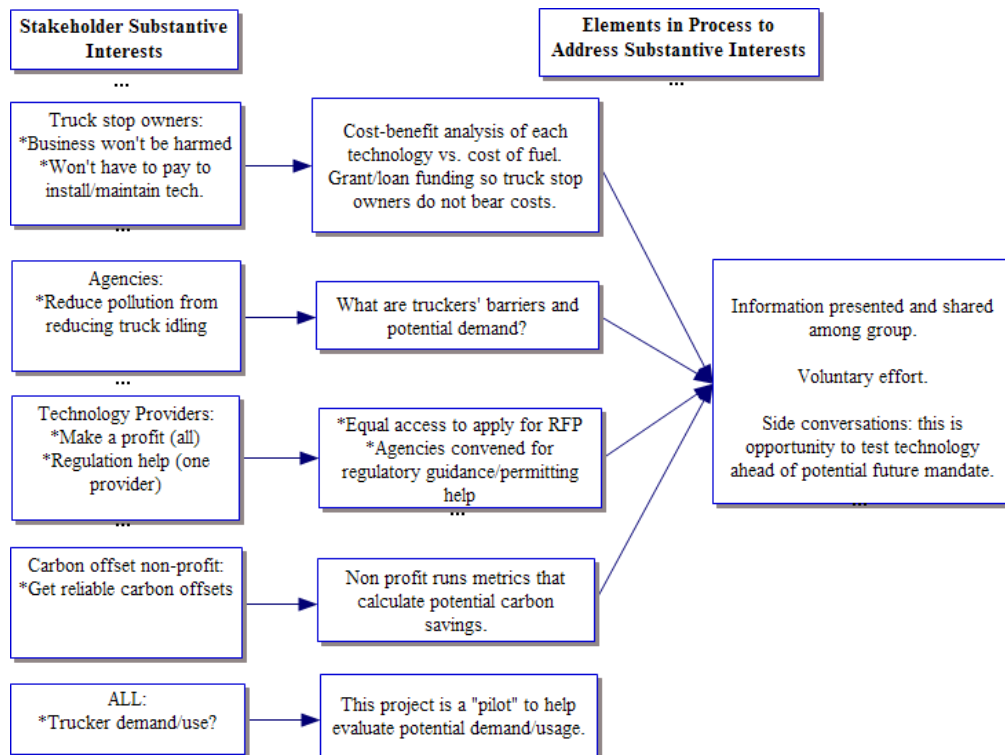 Stakeholder Substantive
Interests
...
Elements in Process to
Address Substantive Interests
...
Truck stop owners:
*Business won't be harmed
*Won't have to pay to
install/maintain tech.
...
Cost-benefit analysis of each
technology vs. cost of fuel.
Grant/loan funding so truck stop
owners do not bear costs.
Agencies:
*Reduce pollution from
reducing truck idling
...
What are truckers' barriers and
potential demand?
Technology Providers:
*Make a profit (all)
*Regulation help (one
provider)
...
*Equal access to apply for RFP
*Agencies convened for
regulatory guidance/permitting
help
...
Carbon offset non-profit:
*Get reliable carbon offsets
Non profit runs metrics that
calculate potential carbon
savings.
ALL:
*Trucker demand/use?
This project is a "pilot" to help
evaluate potential demand/usage.
Information presented and shared
among group.
Voluntary effort.
Side conversations: this is
opportunity to test technology
ahead of potential future mandate.
...